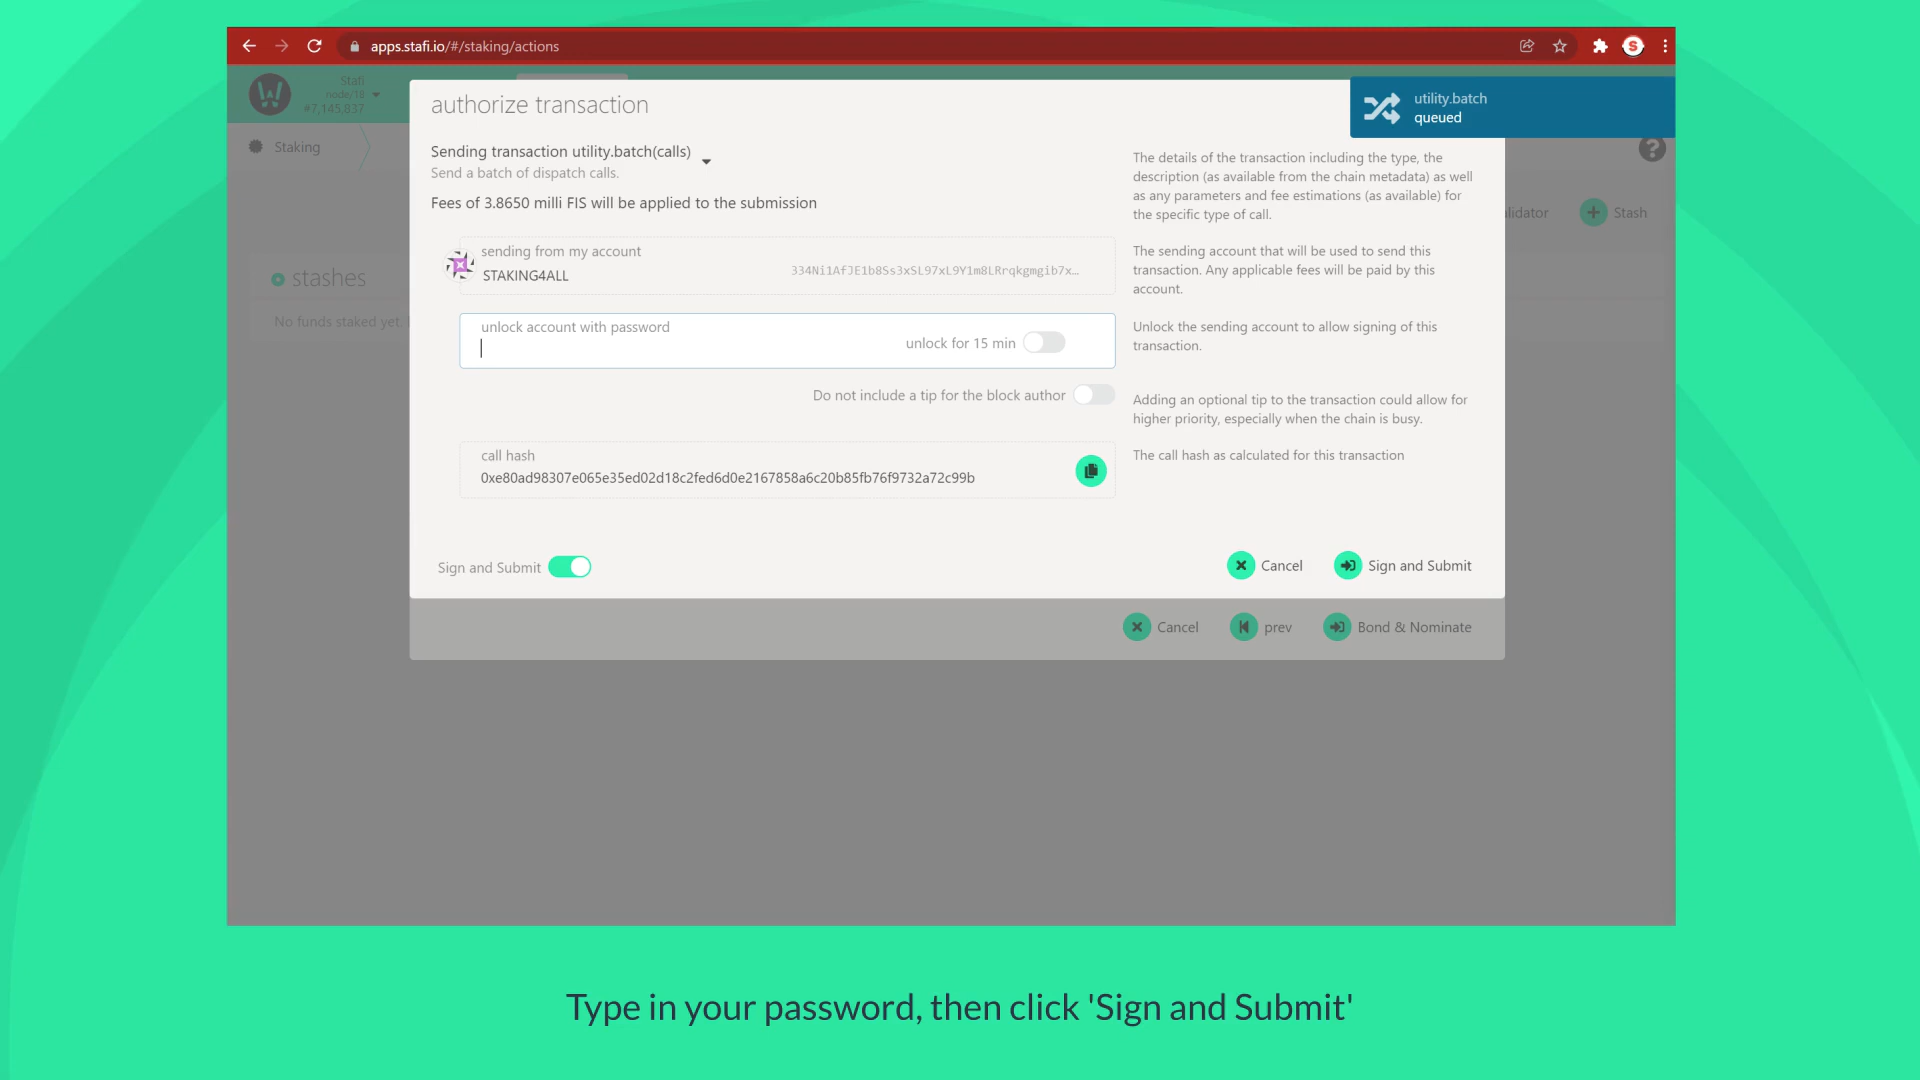 apps.stafi.io/#/staking/actions
S
Stafi
node/18
#7,145,837
authorize transaction
utility.batch
queued
Staking
Sending transaction utility.batch(calls)
Send a batch of dispatch calls.
Fees of 3.8650 milli FIS will be applied to the submission
The details of the transaction including the type, the
description (as available from the chain metadata) as well
as any parameters and fee estimations (as available) for
the specific type of call.
?
Stash
stashes
No funds staked yet.
sending from my account
STAKING4ALL
334Ni1AfJE1b8Ss3xSL97xL9Y1m8LRrqkgmgib7x…
The sending account that will be used to send this
transaction. Any applicable fees will be paid by this
account.
unlock account with password
unlock for 15 min
Unlock the sending account to allow signing of this
transaction.
Do not include a tip for the block author
Adding an optional tip to the transaction could allow for
higher priority, especially when the chain is busy.
call hash
0xe80ad98307e065e35ed02d18c2fed6d0e2167858a6c20b85fb76f9732a72c99b
The call hash as calculated for this transaction
Sign and Submit
Cancel
Sign and Submit
Cancel
prev
Bond & Nominate
Type in your password, then click 'Sign and Submit'